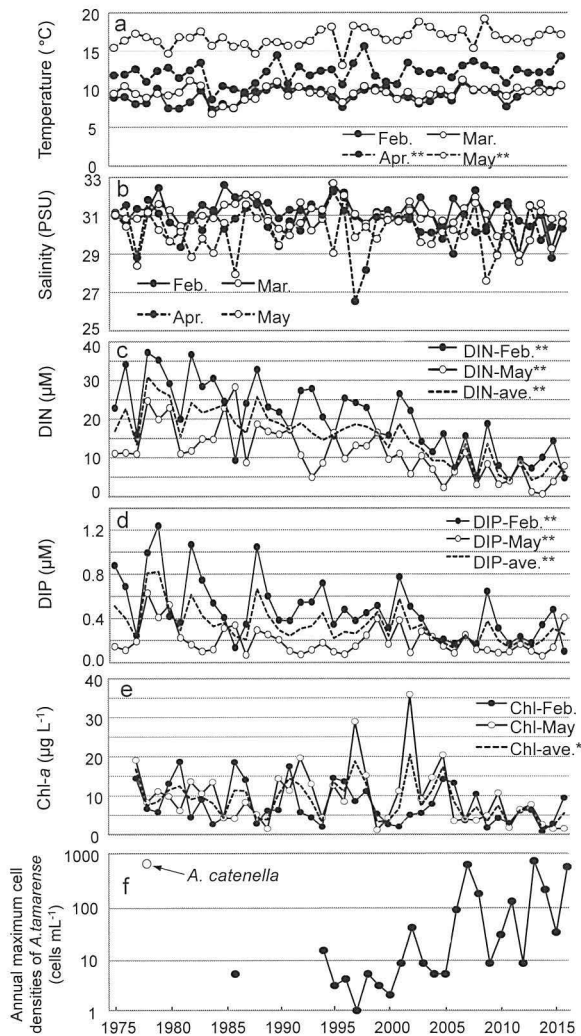 a
Temperature (°C)
20
15
10
5
0
Feb.
Mar.
Apr.**
May**
b
Salinity (PSU)
33
31
29
27
25
Feb.
Mar.
Apr.
May
c
DIN (μM)
40
30
20
10
0
DIN-Feb.**
DIN-May**
DIN-ave.**
d
DIP (μM)
1.2
0.8
0.4
0.0
DIP-Feb.**
DIP-May**
DIP-ave.**
e
Chl-a (μg L-1)
40
30
20
10
0
Chl-Feb.
Chl-May
Chl-ave.*
f
Annual maximum cell
densities of A.tamarense
(cells mL-1)
1000
100
10
1
A. catenella
1975 1980 1985 1990 1995 2000 2005 2010 2015